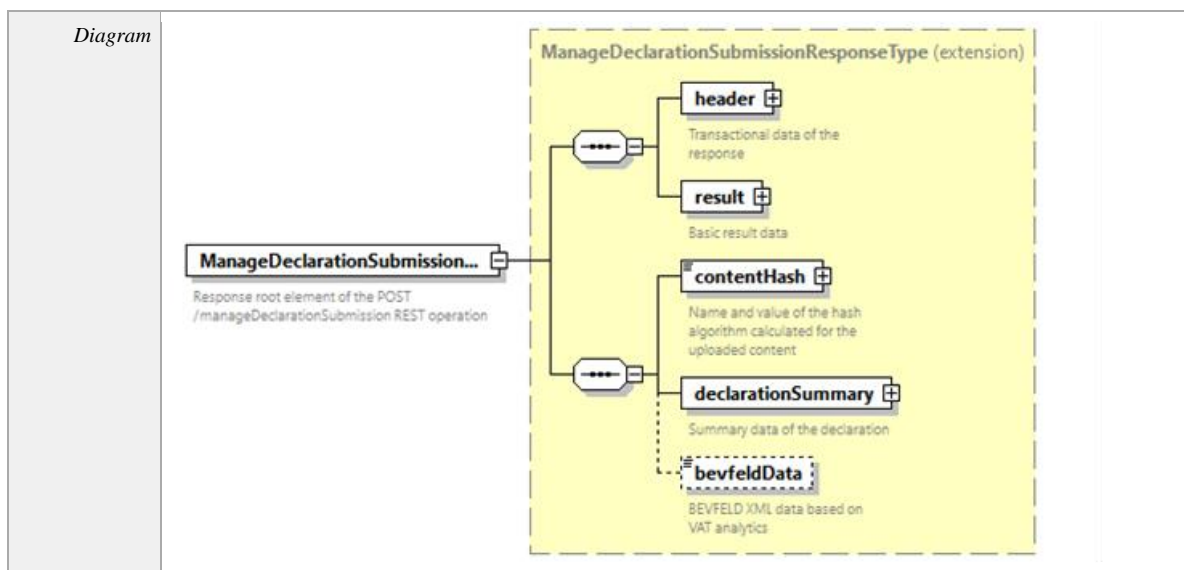 Diagram
ManageDeclarationSubmissionResponseType (extension)
header
Transactional data of the
response
result
Basic result data
ManageDeclarationSubmission...
Response root element of the POST
/manageDeclarationSubmission REST operation
contentHash
Name and value of the hash
algorithm calculated for the
uploaded content
declarationSummary
Summary data of the declaration
bevfeldData
BEVFELD XML data based on
VAT analytics